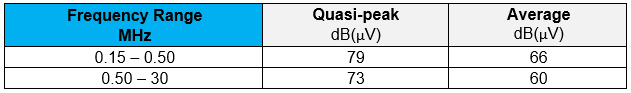 Frequency Range Quasi-peak Average
MHz dB(μV) dB(μV)
0.15 – 0.50 79 66
0.50 – 30 73 60